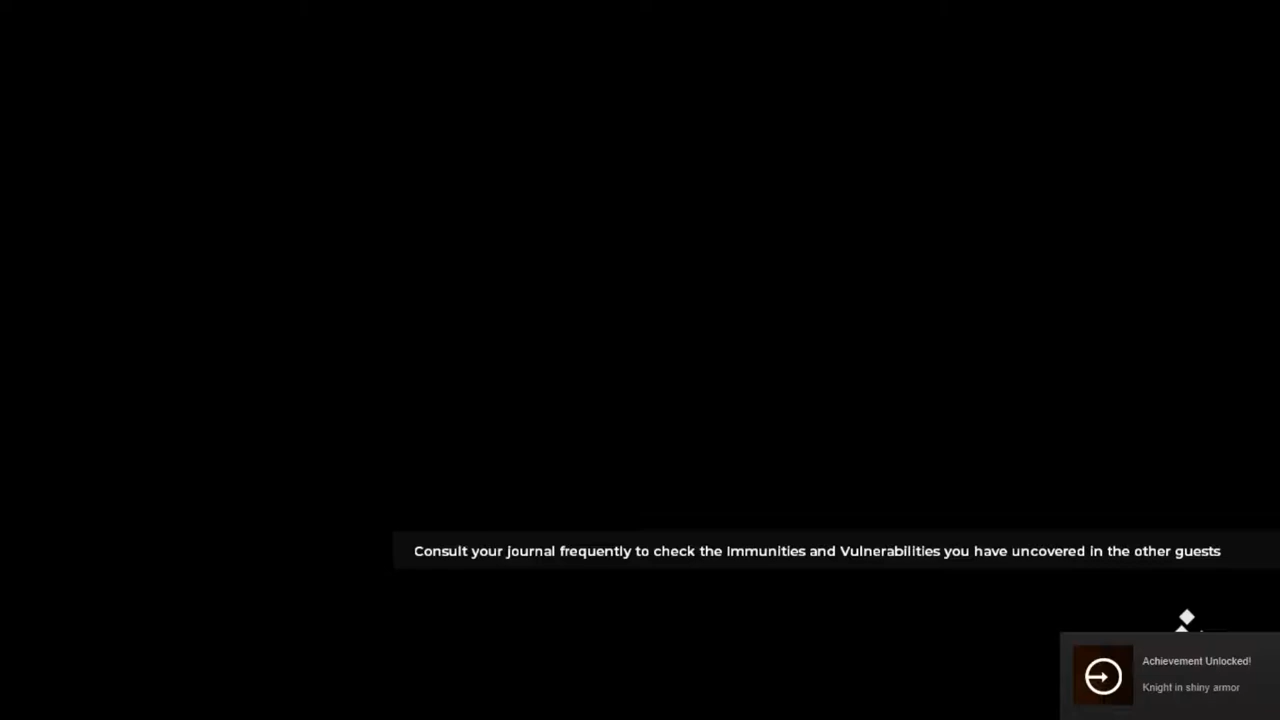 Consult your journal frequently to check the Immunities and Vulnerabilities you have uncovered in the other guests
Achievement Unlocked!
Knight in shiny armor